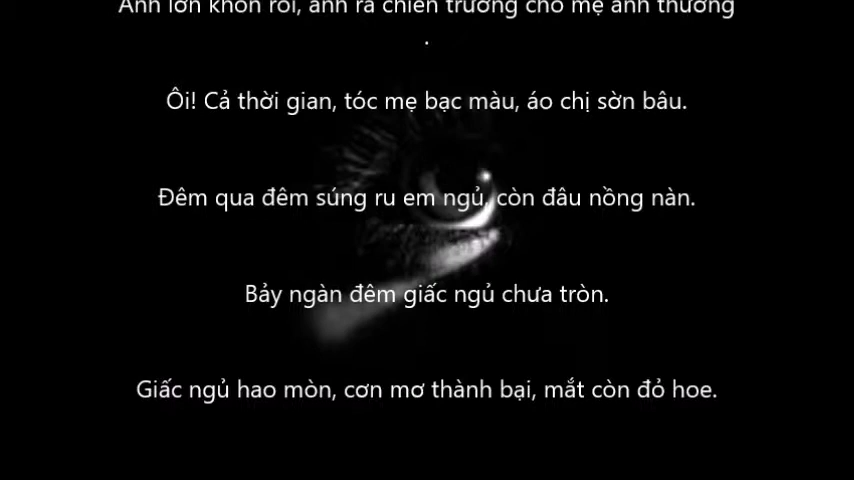 Anh lớn khôn rồi, anh ra chiến trường cho mẹ anh thương
.
Ôi! Cả thời gian, tóc mẹ bạc màu, áo chị sờn bâu.
Đêm qua đêm súng ru em ngủ, còn đâu nồng nàn.
Bảy ngàn đêm giấc ngủ chưa tròn.
Giấc ngủ hao mòn, cơn mơ thành bại, mắt còn đỏ hoe.